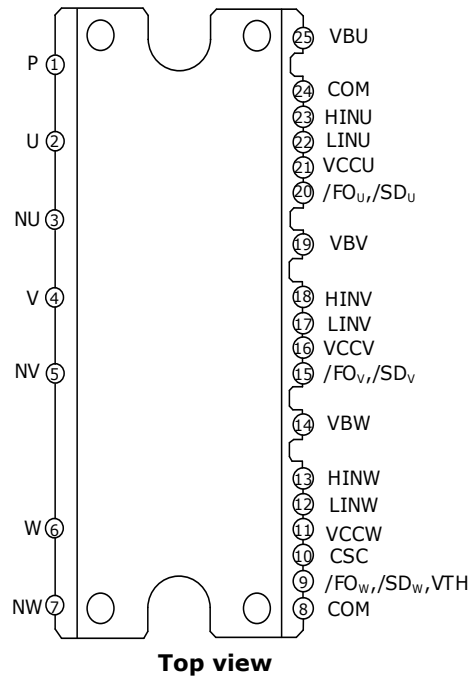 P 1
U 2
NU 3
V 4
NV 5
W 6
NW 7
25 VBU
24 COM
23 HINU
22 LINU
21 VCCU
20 /FOU,/SDU
19 VBV
18 HINV
17 LINV
16 VCCV
15 /FOV,/SDV
14 VBW
13 HINW
12 LINW
11 VCCW
10 CSC
9 /FOW,/SDW,VTH
8 COM
Top view